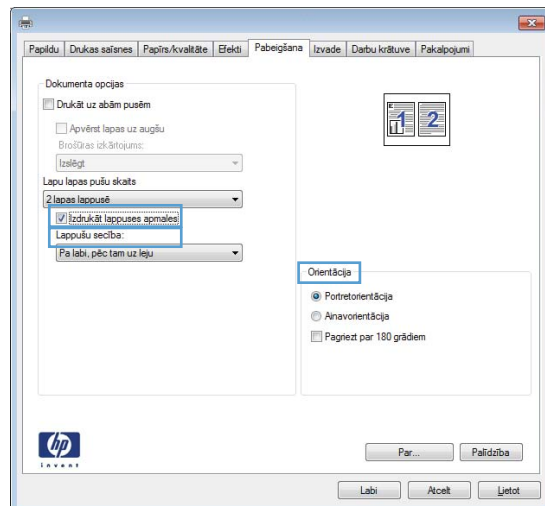 Papildu Drukas saīsnes Papīrs/kvalitāte Efekti Pabeigšana Izvade Darbu krātuve Pakalpojumi
Dokumenta opcijas
Drukāt uz abām pusēm
Apvērst lapas uz augšu
Brošūras izkārtojums:
Izslēgt
Lapu lapas pušu skaits
2 lapas lappusē
Izdrukāt lappuses apmales
Lappušu secība:
Pa labi, pēc tam uz leju
1 2
Orientācija
Portretorientācija
Ainavorientācija
Pagriezt par 180 grādiem
hp
invent
Par... Palīdzība
Labi Atcelt Lietot